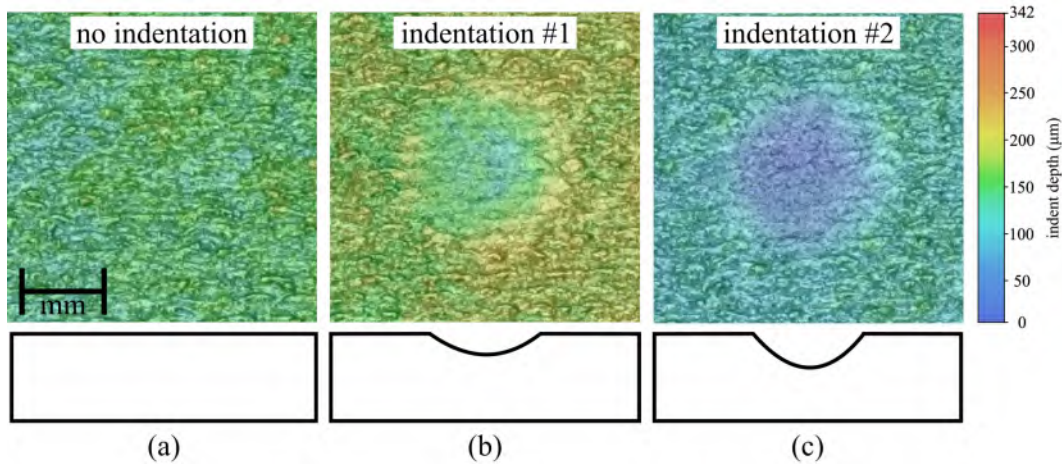 no indentation
indentation #1
indentation #2
mm
342
300
250
200
150
100
50
0
indent depth (μm)
(a)
(b)
(c)